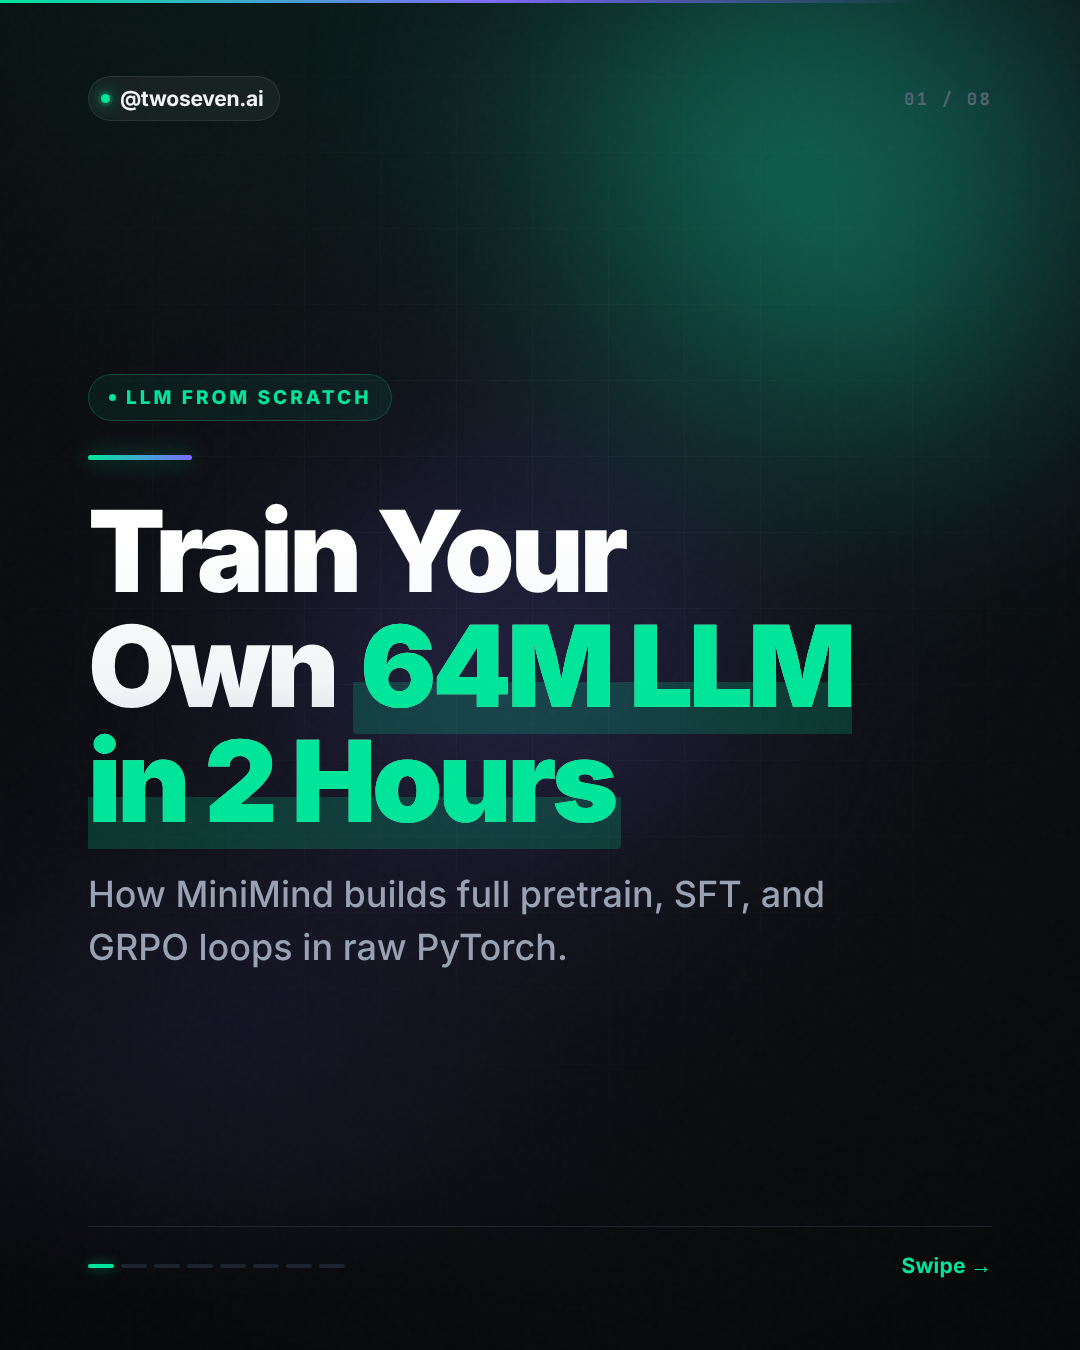 @twoseven.ai
01 / 08
LLM FROM SCRATCH
Train Your
Own 64M LLM
in 2 Hours
How MiniMind builds full pretrain, SFT, and
GRPO loops in raw PyTorch.
Swipe →